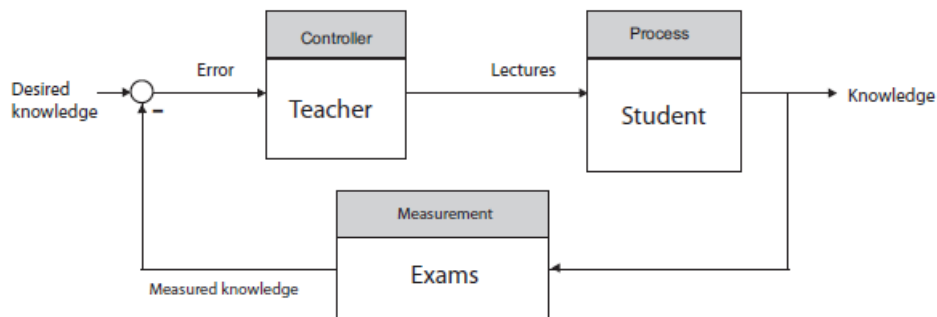 Controller
Process
Error
Lectures
Desired
knowledge
Teacher
Student
Knowledge
-
Measurement
Exams
Measured knowledge